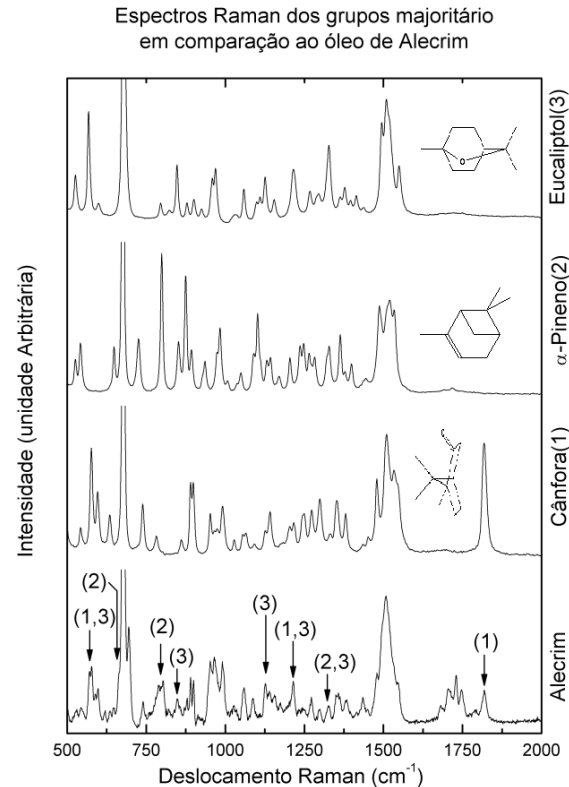 Espectros Raman dos grupos majoritário
em comparação ao óleo de Alecrim
Intensidade (unidade Arbitrária)
Eucaliptol(3)
O
α-Pineno(2)
Cânfora(1)
Alecrim
(2)
(1,3)
(2)
(3)
(3)
(1,3)
(2,3)
(1)
500 750 1000 1250 1500 1750 2000
Deslocamento Raman (cm⁻¹)